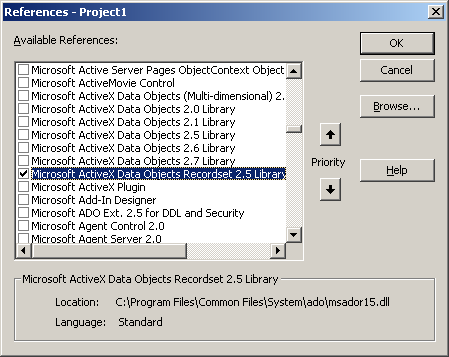 References - Project1
Available References:
OK
Microsoft Active Server Pages ObjectContext Object
Microsoft ActiveMovie Control
Cancel
Microsoft ActiveX Data Objects (Multi-dimensional) 2.
Microsoft ActiveX Data Objects 2.0 Library
Browse...
Microsoft ActiveX Data Objects 2.1 Library
Microsoft ActiveX Data Objects 2.5 Library
Microsoft ActiveX Data Objects 2.6 Library
Microsoft ActiveX Data Objects 2.7 Library
Priority
Microsoft ActiveX Data Objects Recordset 2.5 Library
Help
Microsoft ActiveX Plugin
Microsoft Add-In Designer
Microsoft ADO Ext. 2.5 for DDL and Security
Microsoft Agent Control 2.0
Microsoft Agent Server 2.0
Microsoft ActiveX Data Objects Recordset 2.5 Library
Location: C:\Program Files\Common Files\System\ado\msador15.dll
Language: Standard